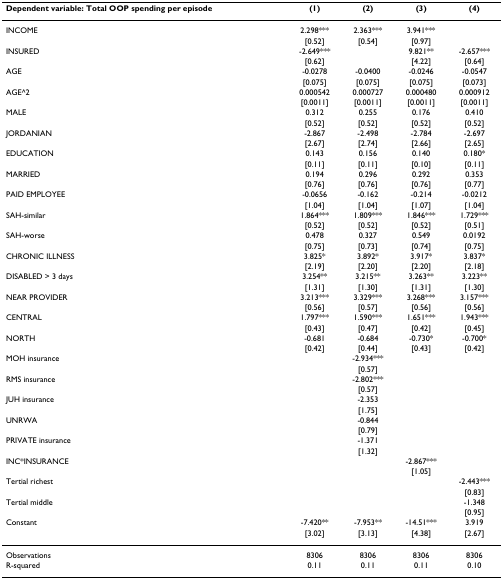 Dependent variable: Total OOP spending per episode (1) (2) (3) (4)
INCOME 2.298*** 2.363*** 3.941***
[0.52] [0.54] [0.97]
INSURED -2.649*** 9.821** -2.657***
[0.62] [4.22] [0.64]
AGE -0.0278 -0.0400 -0.0246 -0.0547
[0.075] [0.075] [0.075] [0.073]
AGE^2 0.000542 0.000727 0.000480 0.000912
[0.0011] [0.0011] [0.0011] [0.0011]
MALE 0.312 0.255 0.176 0.410
[0.52] [0.52] [0.52] [0.52]
JORDANIAN -2.867 -2.498 -2.784 -2.697
[2.67] [2.74] [2.66] [2.65]
EDUCATION 0.143 0.156 0.140 0.180*
[0.11] [0.11] [0.10] [0.11]
MARRIED 0.194 0.296 0.292 0.353
[0.76] [0.76] [0.76] [0.77]
PAID EMPLOYEE -0.0656 -0.162 -0.214 -0.0212
[1.04] [1.04] [1.07] [1.04]
SAH-similar 1.864*** 1.809*** 1.846*** 1.729***
[0.52] [0.52] [0.52] [0.51]
SAH-worse 0.478 0.327 0.549 0.0192
[0.75] [0.73] [0.74] [0.75]
CHRONIC ILLNESS 3.825* 3.892* 3.917* 3.837*
[2.19] [2.20] [2.20] [2.18]
DISABLED > 3 days 3.254** 3.215** 3.263** 3.223**
[1.31] [1.30] [1.31] [1.30]
NEAR PROVIDER 3.213*** 3.329*** 3.268*** 3.157***
[0.56] [0.57] [0.56] [0.56]
CENTRAL 1.797*** 1.590*** 1.651*** 1.943***
[0.43] [0.47] [0.42] [0.45]
NORTH -0.681 -0.684 -0.730* -0.700*
[0.42] [0.44] [0.43] [0.42]
MOH insurance -2.934***
[0.57]
RMS insurance -2.802***
[0.57]
JUH insurance -2.353
[1.75]
UNRWA -0.844
[0.79]
PRIVATE insurance -1.371
[1.32]
INC*INSURANCE -2.867***
[1.05]
Tertial richest -2.443***
[0.83]
Tertial middle -1.348
[0.95]
Constant -7.420** -7.953** -14.51*** 3.919
[3.02] [3.13] [4.38] [2.67]
Observations 8306 8306 8306 8306
R-squared 0.11 0.11 0.11 0.10